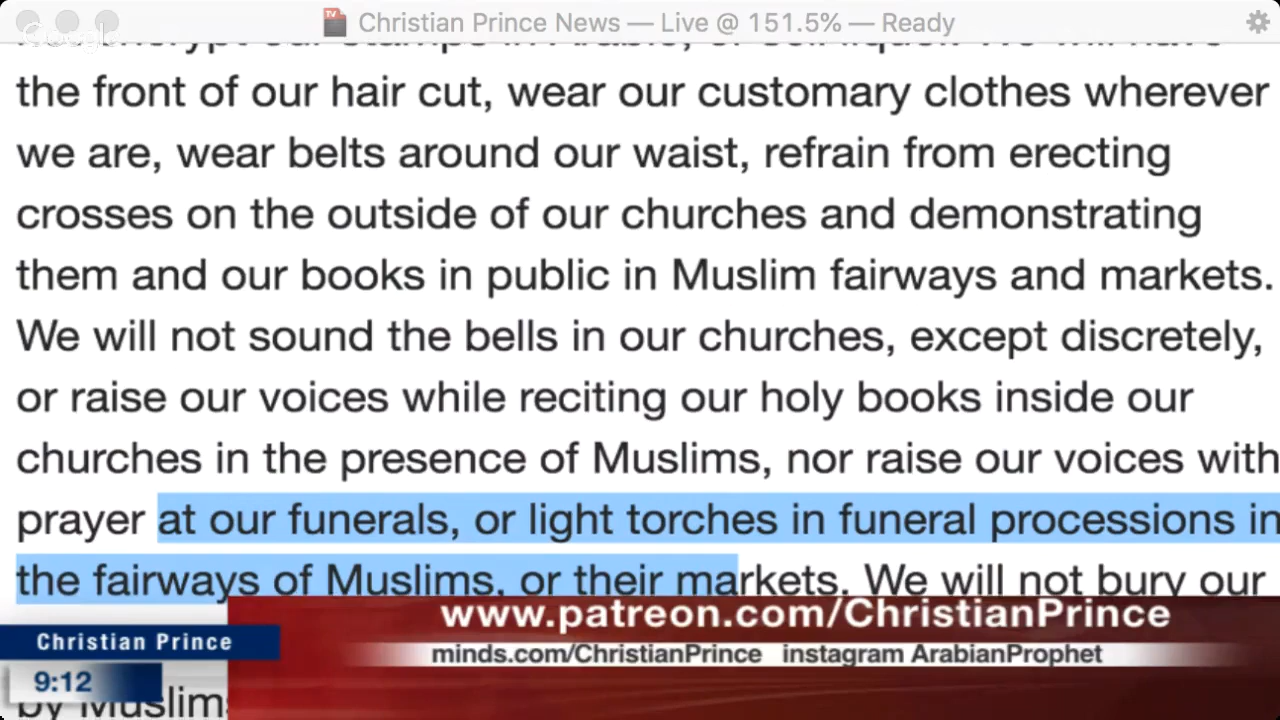 Christian Prince News — Live @ 151.5% — Ready
Google
the front of our hair cut, wear our customary clothes wherever
we are, wear belts around our waist, refrain from erecting
crosses on the outside of our churches and demonstrating
them and our books in public in Muslim fairways and markets.
We will not sound the bells in our churches, except discretely,
or raise our voices while reciting our holy books inside our
churches in the presence of Muslims, nor raise our voices with
prayer at our funerals, or light torches in funeral processions in
the fairways of Muslims, or their markets. We will not bury our
www.patreon.com/ChristianPrince
Christian Prince
minds.com/ChristianPrince instagram ArabianProphet
9:12
by Muslims